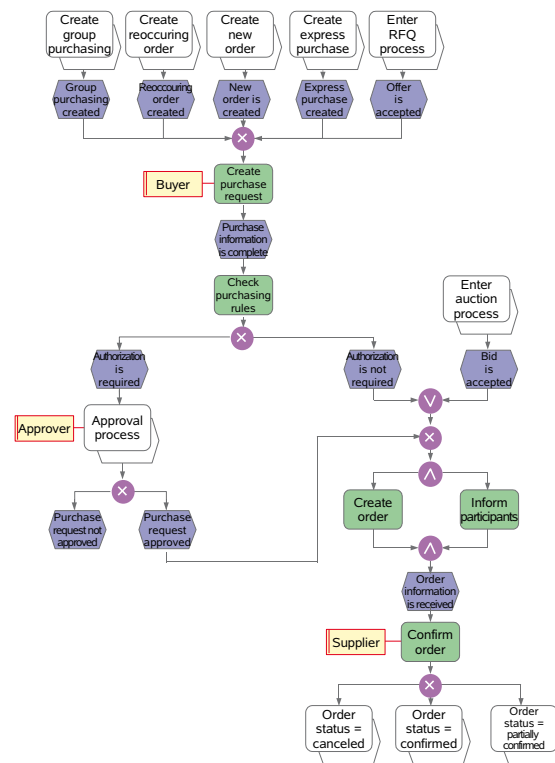 Create
group
purchasing
Create
reoccuring
order
Create
new
order
Create
express
purchase
Enter
RFQ
process
Group
purchasing
created
Reoccouring
order
created
New
order is
created
Express
purchase
created
Offer
is
accepted
Create
purchase
request
Buyer
Purchase
information
is complete
Check
purchasing
rules
Enter
auction
process
Authorization
is
required
Authorization
is not
required
Bid
is
accepted
Approver
Approval
process
Purchase
request not
approved
Purchase
request
approved
Create
order
Inform
participants
Order
information
is received
Supplier
Confirm
order
Order
status =
canceled
Order
status =
confirmed
Order
status =
partially
confirmed